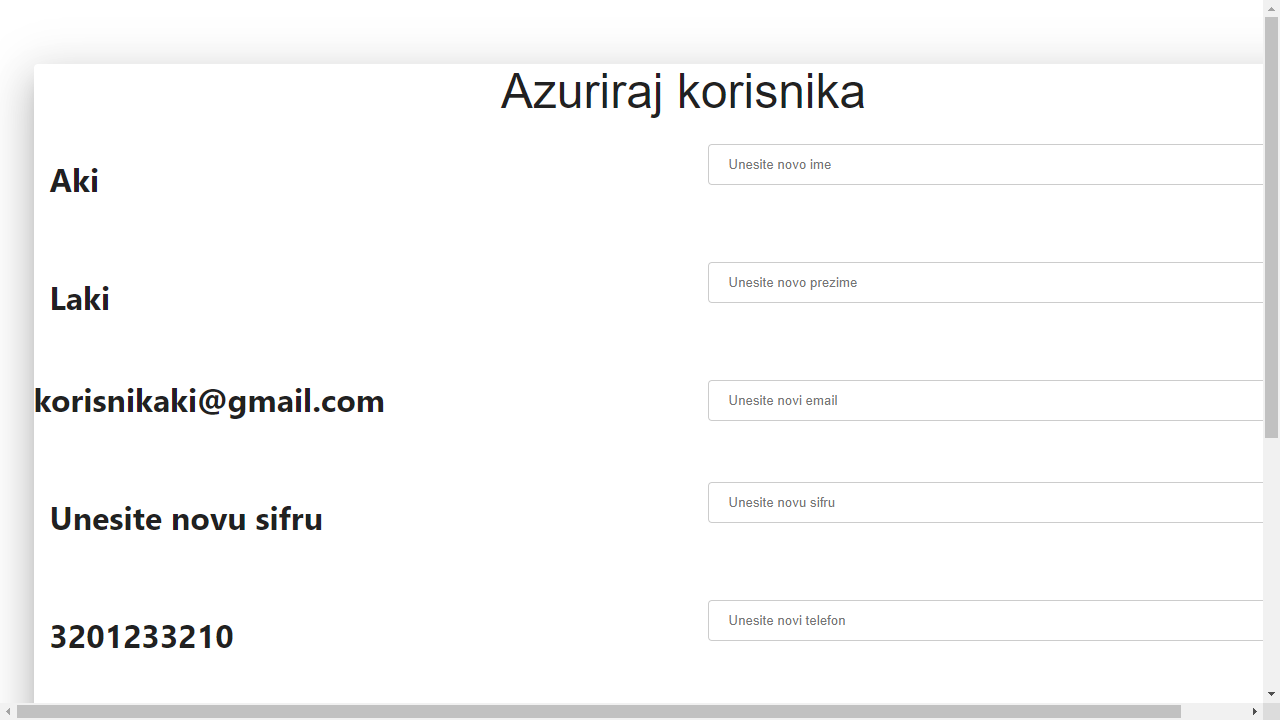 Azuriraj korisnika
Aki
Unesite novo ime
Laki
Unesite novo prezime
korisnikaki@gmail.com
Unesite novi email
Unesite novu sifru
Unesite novu sifru
3201233210
Unesite novi telefon